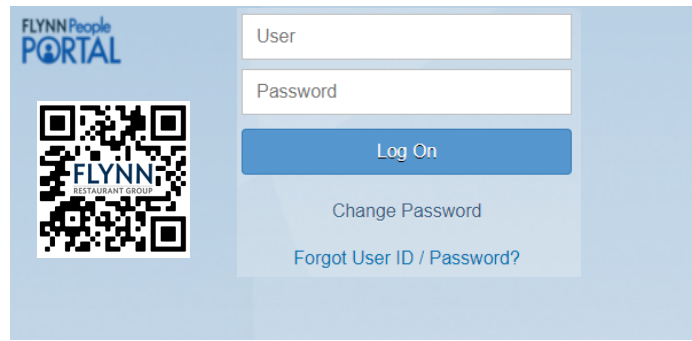 FLYNN People
PORTAL
User
Password
Log On
FLYNN
RESTAURANT GROUP
Change Password
Forgot User ID / Password?